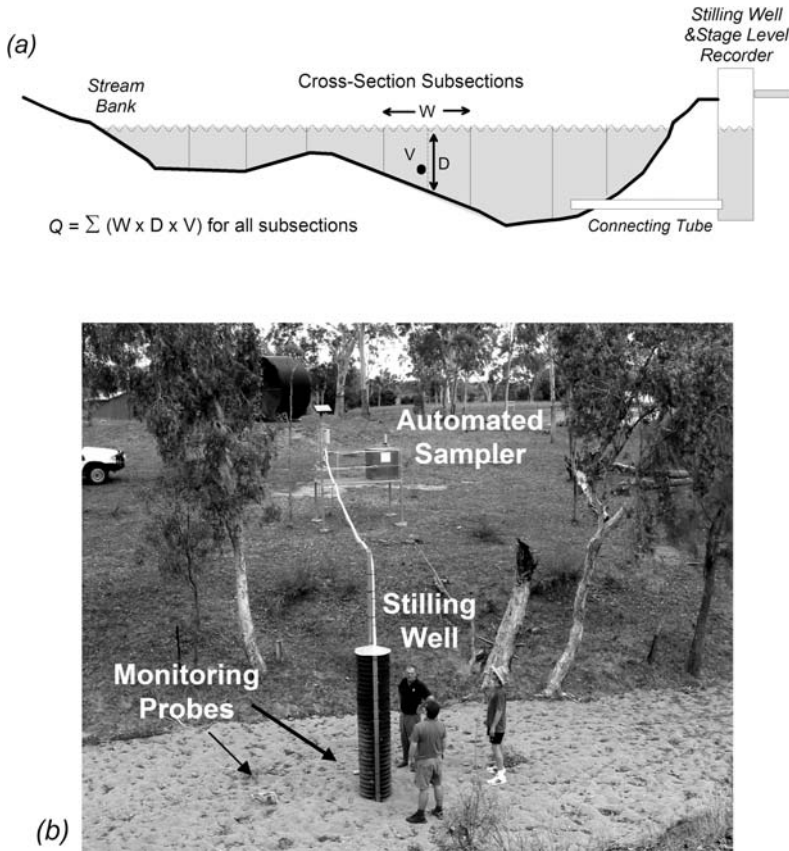 (a)
Stilling Well
&Stage Level
Recorder
Stream
Bank
Cross-Section Subsections
W
V
D
Q = ∑ (W x D x V) for all subsections
Connecting Tube
Automated
Sampler
Stilling
Well
Monitoring
Probes
(b)